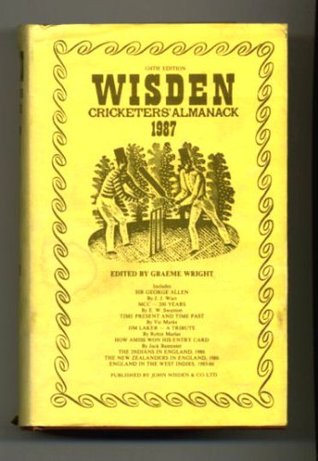 124TH EDITION
WISDEN
CRICKETERS' ALMANACK
1987
EDITED BY GRAEME WRIGHT
Includes
SIR GEORGE ALLEN
By J. J. Warr
MCC — 200 YEARS
By E. W. Swanton
TIME PRESENT AND TIME PAST
By Vic Marks
JIM LAKER — A TRIBUTE
By Robin Marlar
HOW AMISS WON HIS ENTRY CARD
By Jack Bannister
THE INDIANS IN ENGLAND, 1986
THE NEW ZEALANDERS IN ENGLAND, 1986
ENGLAND IN THE WEST INDIES, 1985-86
PUBLISHED BY JOHN WISDEN & CO LTD